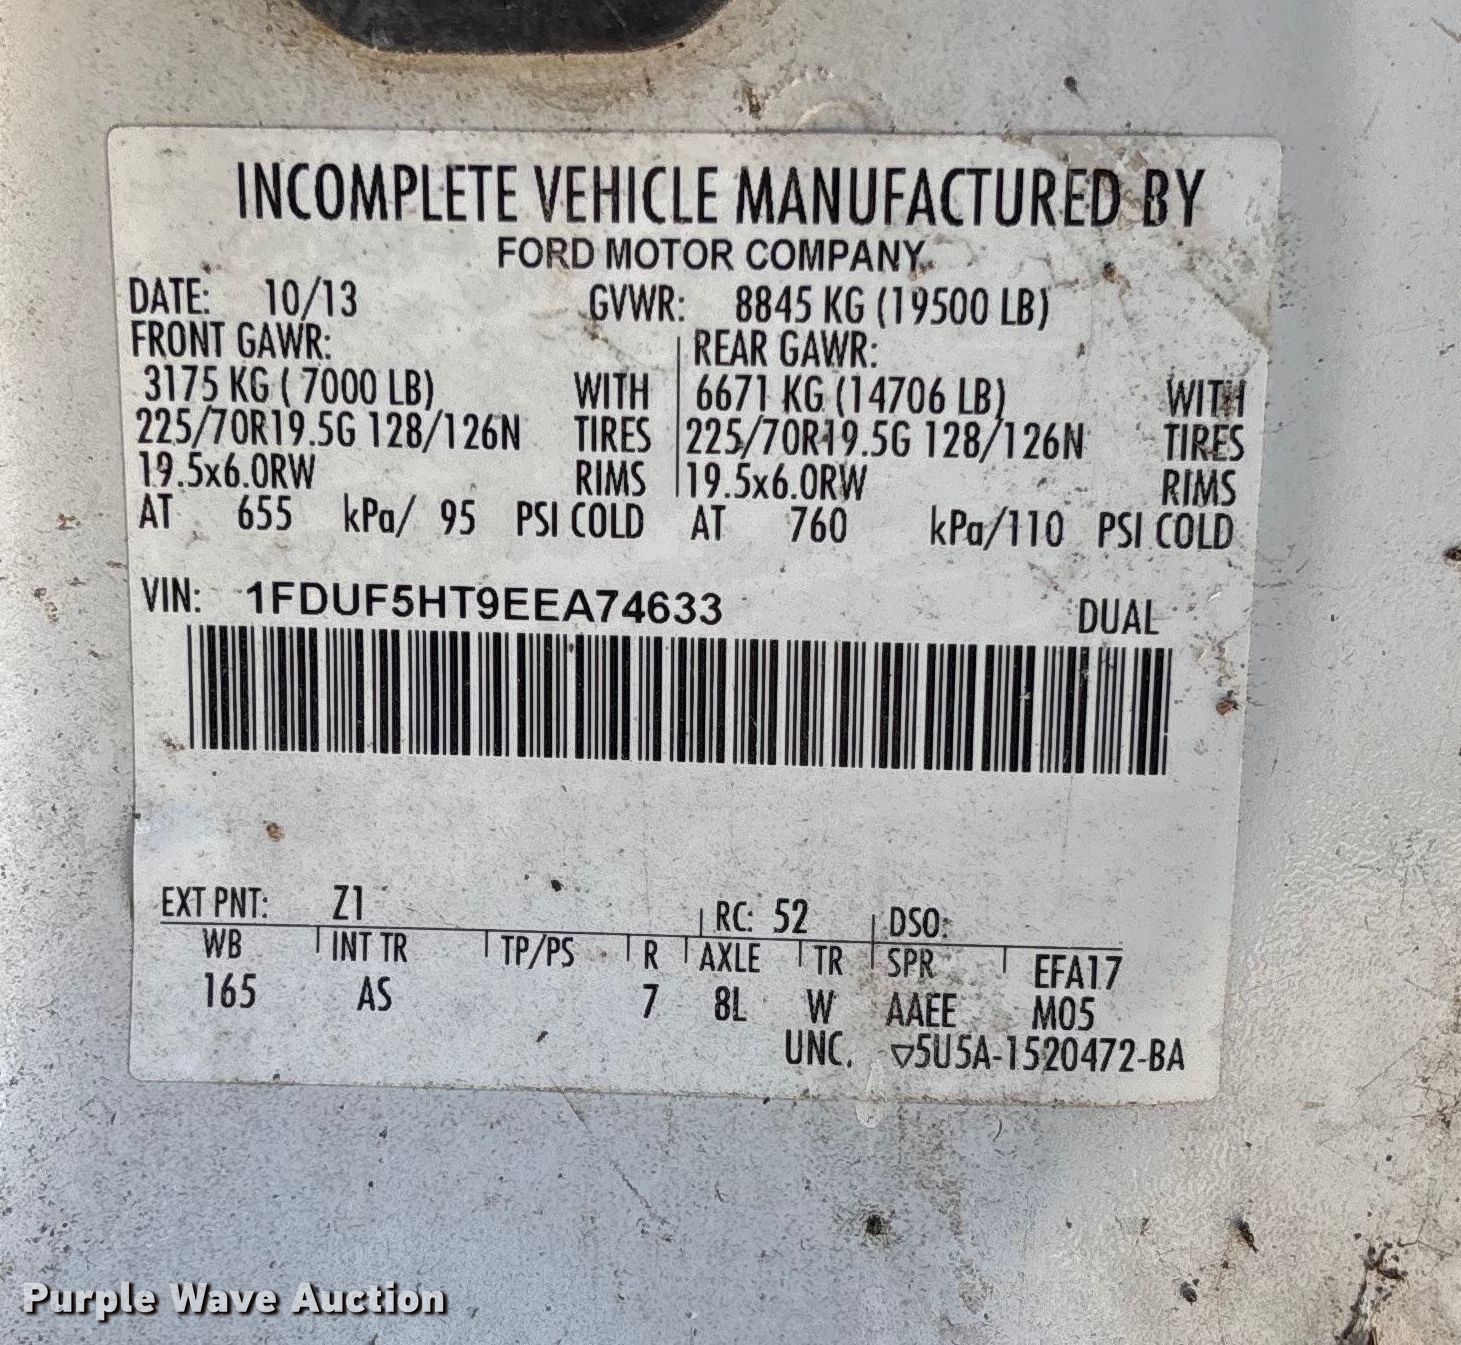 INCOMPLETE VEHICLE MANUFACTURED BY
FORD MOTOR COMPANY
DATE: 10/13 GVWR: 8845 KG (19500 LB)
FRONT GAWR: REAR GAWR:
3175 KG ( 7000 LB) WITH 6671 KG (14706 LB) WITH
225/70R19.5G 128/126N TIRES 225/70R19.5G 128/126N TIRES
19.5x6.0RW RIMS 19.5x6.0RW RIMS
AT 655 kPa/ 95 PSI COLD AT 760 kPa/110 PSI COLD
VIN: 1FDUF5HT9EEA74633 DUAL
EXT PNT: Z1 RC: 52 DSO:
WB INT TR TP/PS R AXLE TR SPR EFA17
165 AS 7 8L W AAEE M05
UNC. ▽5U5A-1520472-BA
Purple Wave Auction